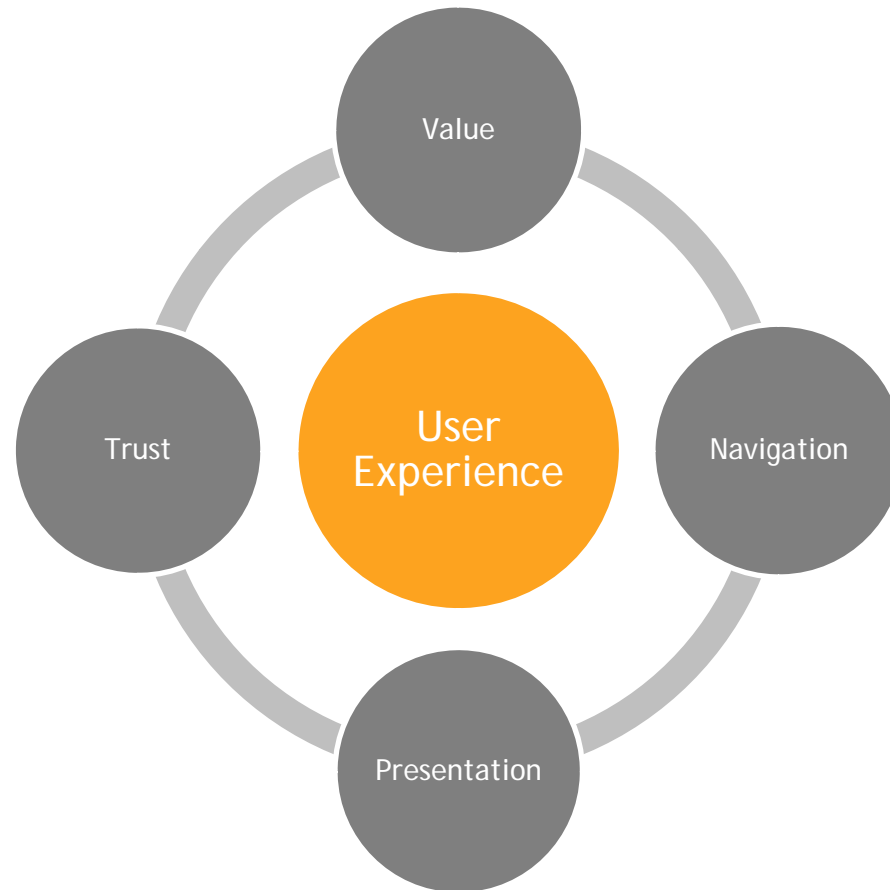 Value
Trust
User
Experience
Navigation
Presentation